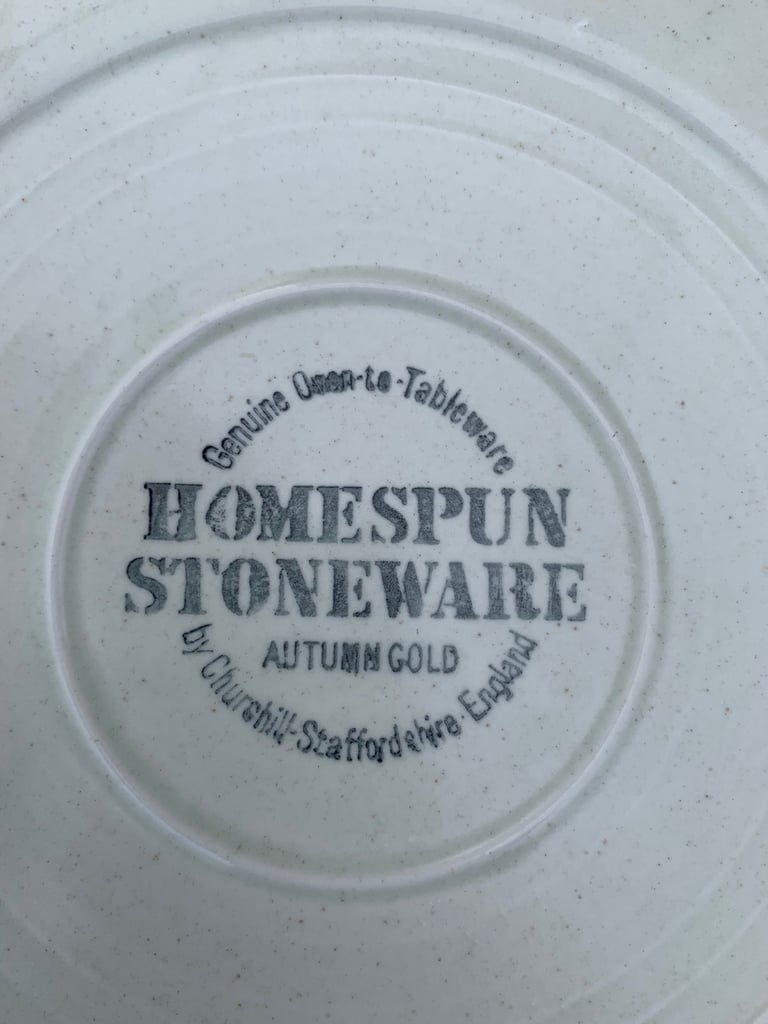 Genuine Oven-to-Tableware
HOMESPUN
STONEWARE
AUTUMN GOLD
by Churchill-Staffordshire-England